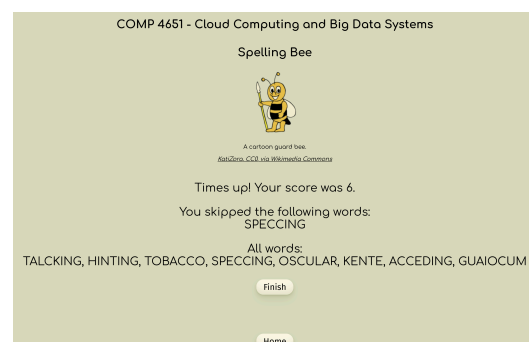 COMP 4651 - Cloud Computing and Big Data Systems
Spelling Bee
A cartoon guard bee.
KatiZara, CC0, via Wikimedia Commons
Times up! Your score was 6.
You skipped the following words:
SPECCING
All words:
TALCKING, HINTING, TOBACCO, SPECCING, OSCULAR, KENTE, ACCEDING, GUAIOCUM
Finish
Home